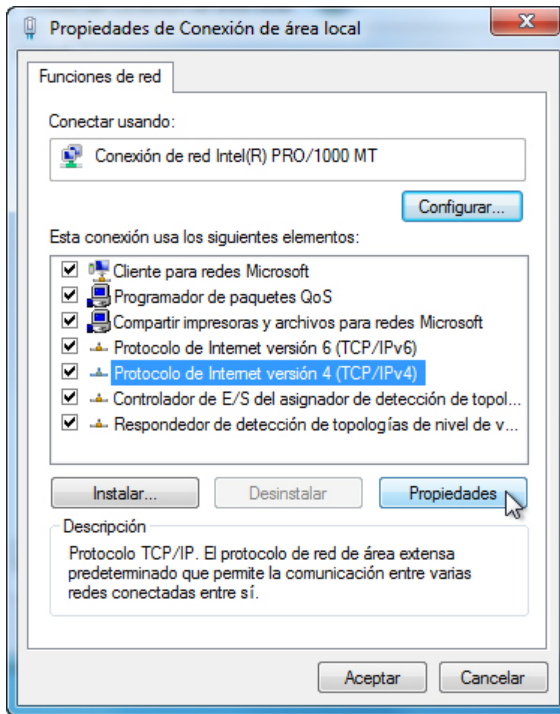 Propiedades de Conexión de área local
Funciones de red
Conectar usando:
Conexión de red Intel(R) PRO/1000 MT
Configurar...
Esta conexión usa los siguientes elementos:
Cliente para redes Microsoft
Programador de paquetes QoS
Compartir impresoras y archivos para redes Microsoft
Protocolo de Internet versión 6 (TCP/IPv6)
Protocolo de Internet versión 4 (TCP/IPv4)
Controlador de E/S del asignador de detección de topol...
Respondedor de detección de topologías de nivel de v...
Instalar... Desinstalar Propiedades
Descripción
Protocolo TCP/IP. El protocolo de red de área extensa
predeterminado que permite la comunicación entre varias
redes conectadas entre sí.
Aceptar Cancelar